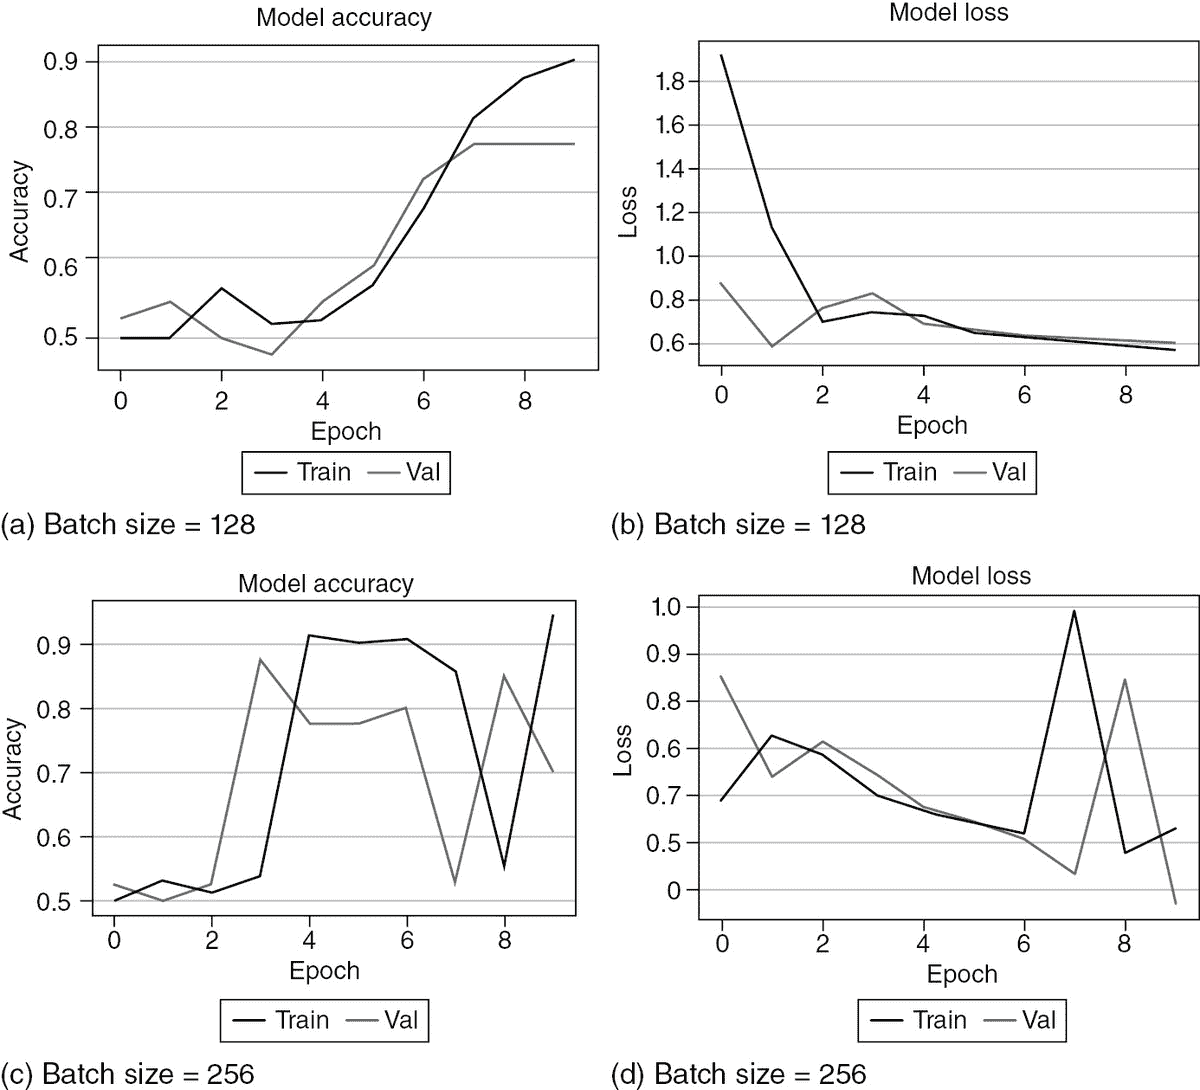 Model accuracy
Accuracy
0.9
0.8
0.7
0.6
0.5
0 2 4 6 8
Epoch
Train Val
(a) Batch size = 128
Model loss
Loss
1.8
1.6
1.4
1.2
1.0
0.8
0.6
0 2 4 6 8
Epoch
Train Val
(b) Batch size = 128
Model accuracy
Accuracy
0.9
0.8
0.7
0.6
0.5
0 2 4 6 8
Epoch
Train Val
(c) Batch size = 256
Model loss
Loss
1.0
0.9
0.8
0.6
0.7
0.5
0
0 2 4 6 8
Epoch
Train Val
(d) Batch size = 256